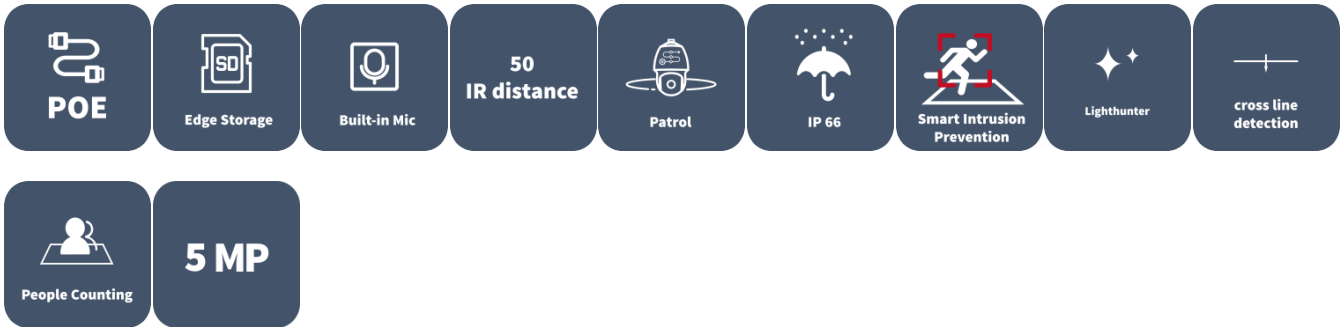 POE
SD
Edge Storage
Built-in Mic
50
IR distance
Patrol
IP 66
Smart Intrusion
Prevention
Lighthunter
cross line
detection
People Counting
5 MP